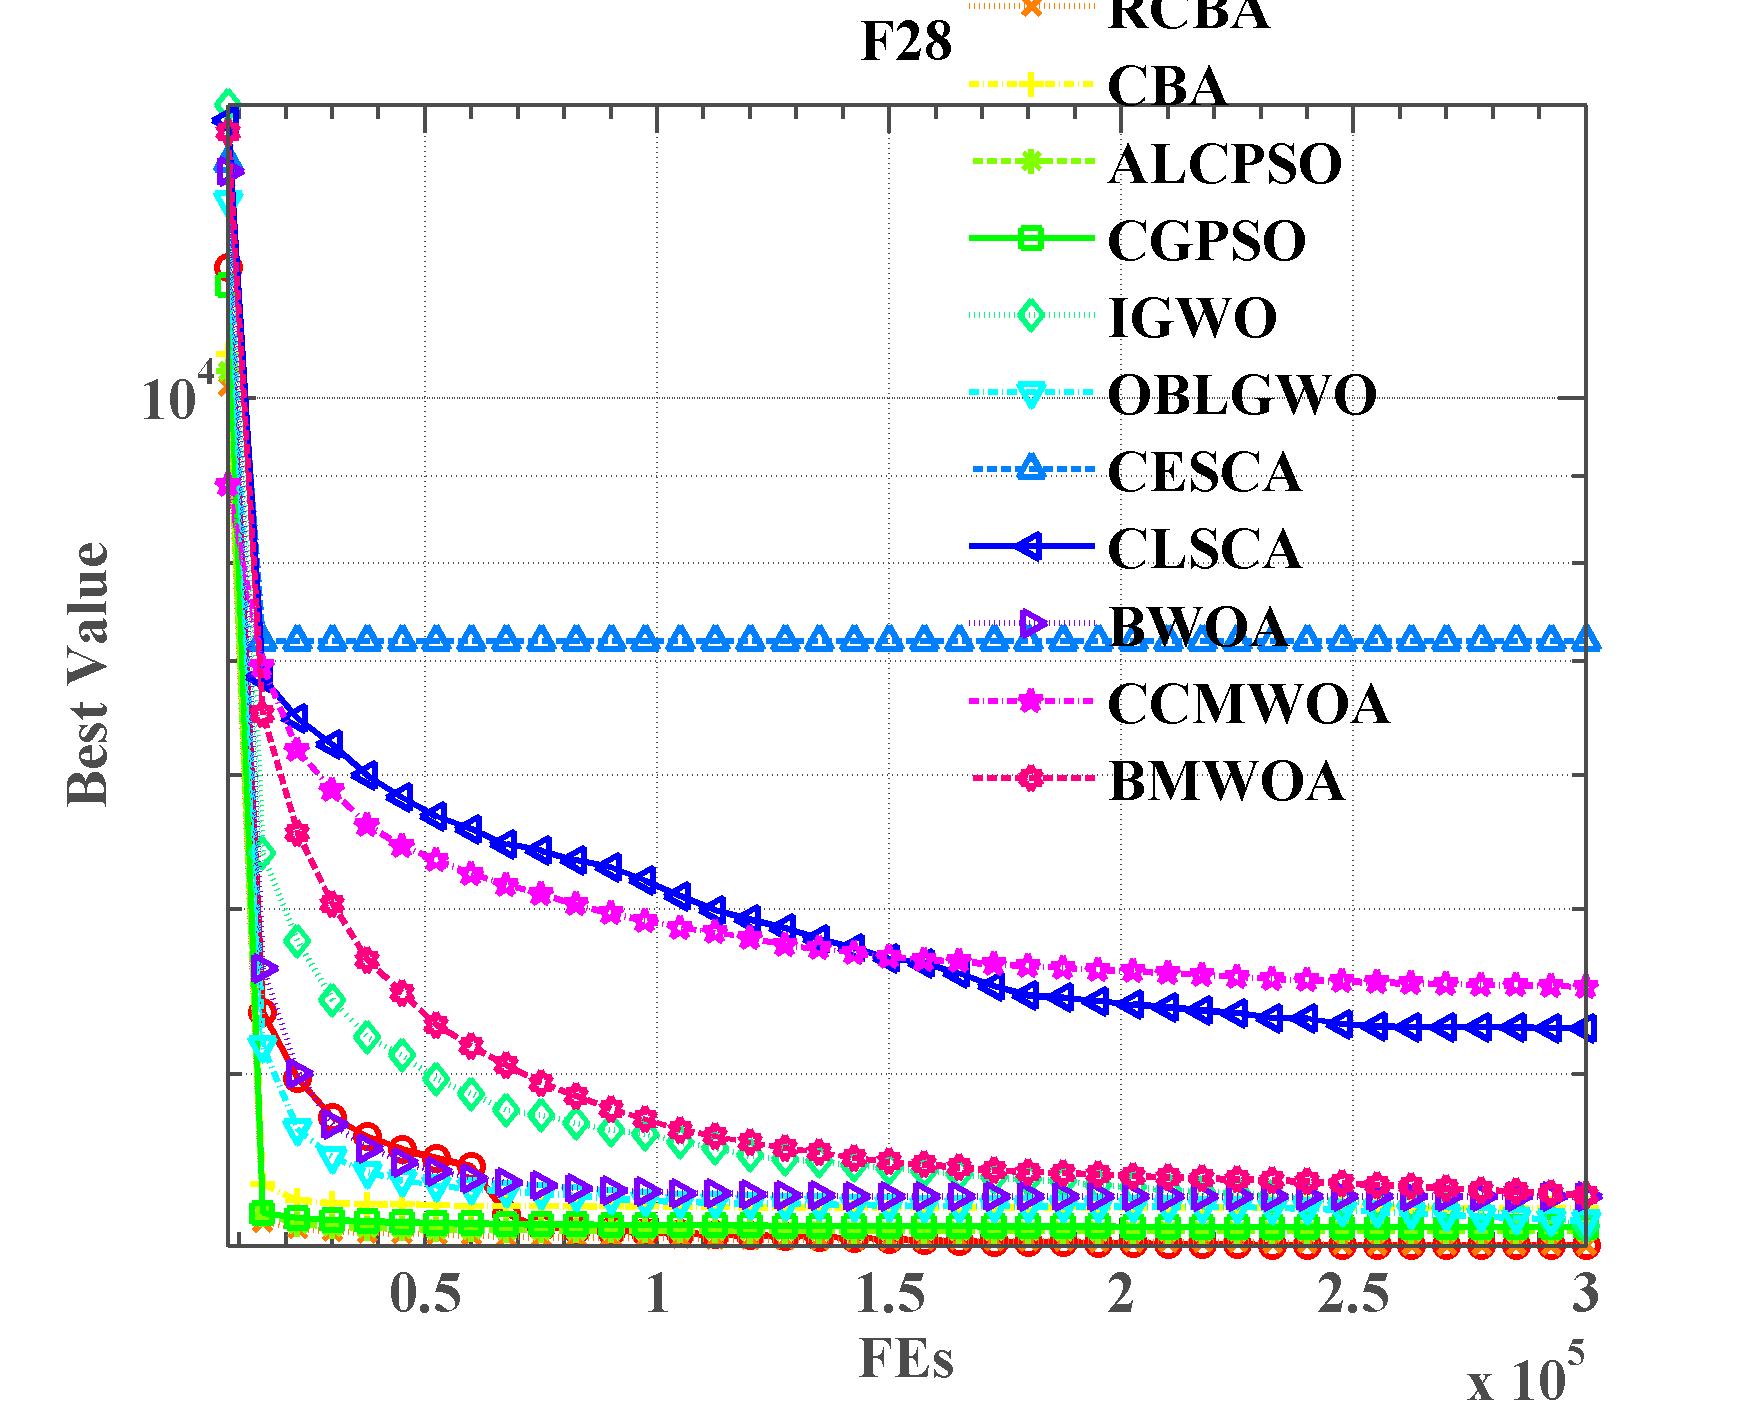 RCBA
F28
CBA
ALCPSO
CGPSO
IGWO
OBLGWO
CESCA
CLSCA
BWOA
CCMWOA
BMWOA
10^4
Best Value
0.5 1 1.5 2 2.5 3
FEs
x 10^5